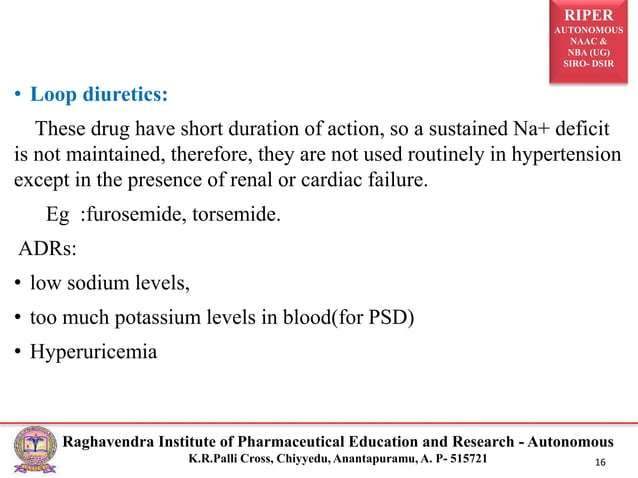 RIPER
AUTONOMOUS
NAAC &
NBA (UG)
SIRO- DSIR
• Loop diuretics:
These drug have short duration of action, so a sustained Na+ deficit
is not maintained, therefore, they are not used routinely in hypertension
except in the presence of renal or cardiac failure.
Eg :furosemide, torsemide.
ADRs:
• low sodium levels,
• too much potassium levels in blood(for PSD)
• Hyperuricemia
Raghavendra Institute of Pharmaceutical Education and Research - Autonomous
K.R.Palli Cross, Chiyyedu, Anantapuramu, A. P- 515721
16